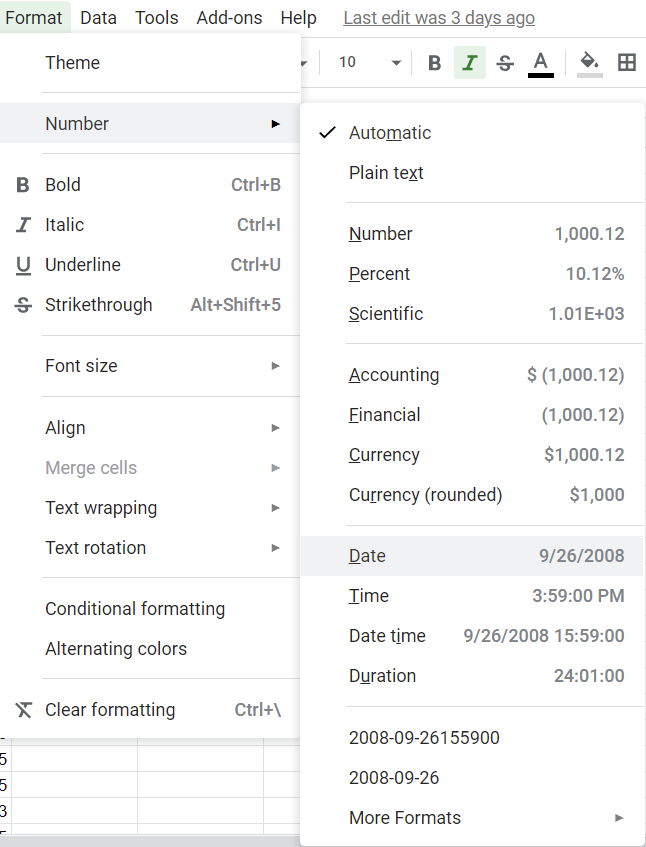 Format Data Tools Add-ons Help Last edit was 3 days ago
10 B I S A
Theme
Number
B Bold Ctrl+B
I Italic Ctrl+I
U Underline Ctrl+U
S Strikethrough Alt+Shift+5
Font size
Align
Merge cells
Text wrapping
Text rotation
Conditional formatting
Alternating colors
Clear formatting Ctrl+\
5
5
3
Automatic
Plain text
Number 1,000.12
Percent 10.12%
Scientific 1.01E+03
Accounting $ (1,000.12)
Financial (1,000.12)
Currency $1,000.12
Currency (rounded) $1,000
Date 9/26/2008
Time 3:59:00 PM
Date time 9/26/2008 15:59:00
Duration 24:01:00
2008-09-26155900
2008-09-26
More Formats